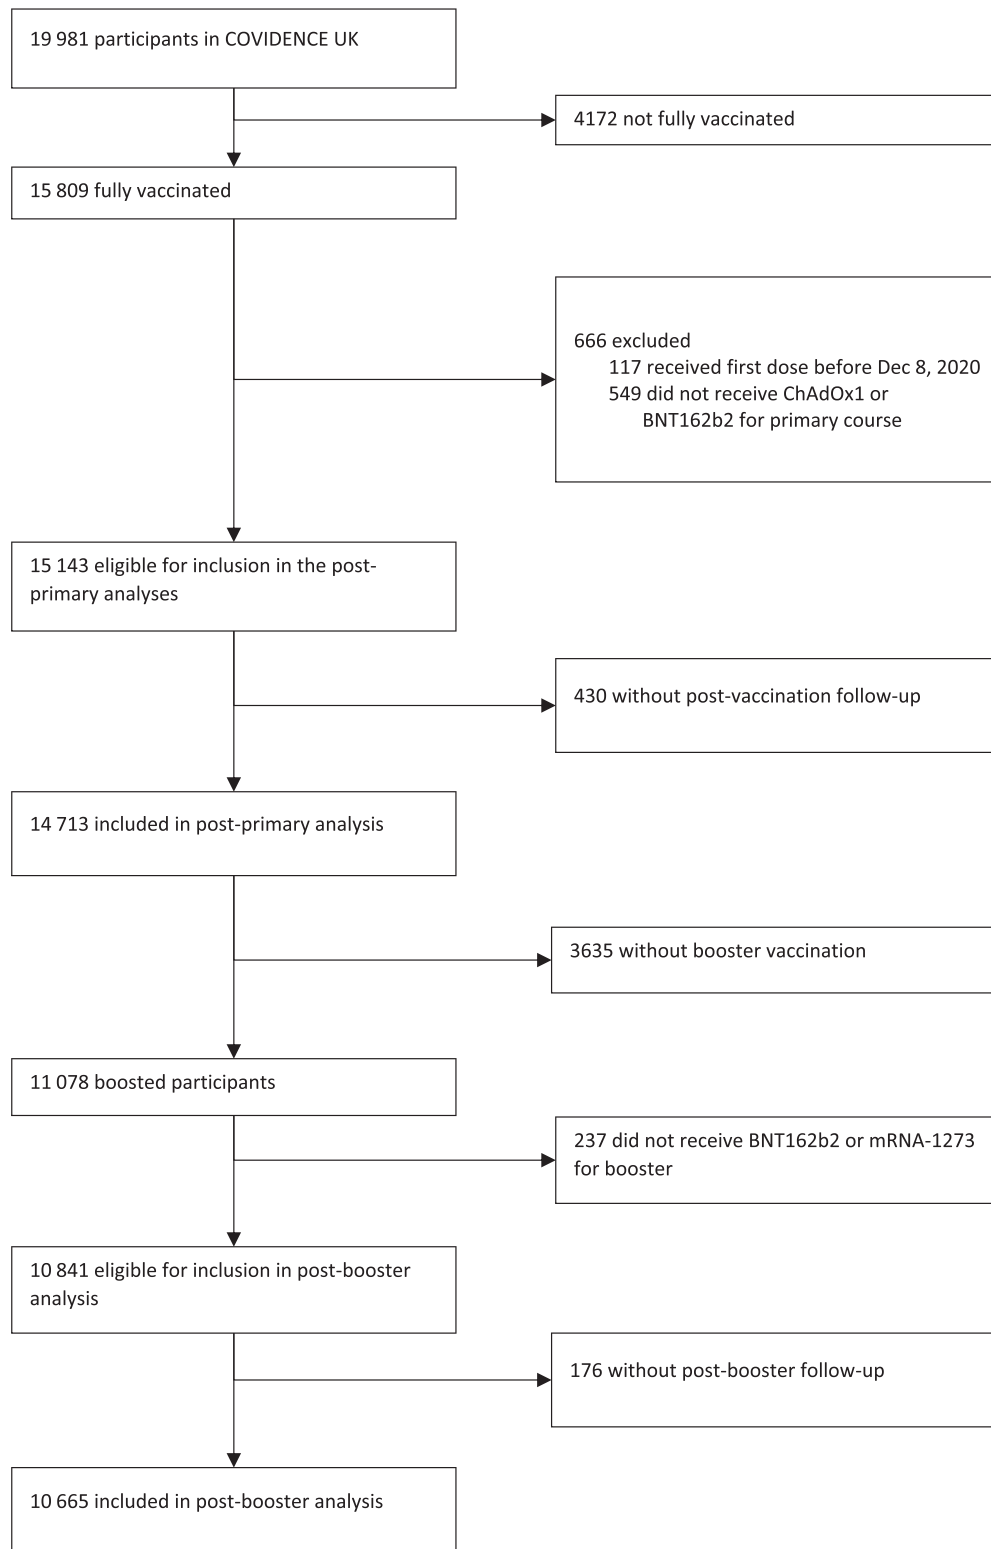 19 981 participants in COVIDENCE UK
4172 not fully vaccinated
15 809 fully vaccinated
666 excluded
117 received first dose before Dec 8, 2020
549 did not receive ChAdOx1 or
BNT162b2 for primary course
15 143 eligible for inclusion in the post-
primary analyses
430 without post-vaccination follow-up
14 713 included in post-primary analysis
3635 without booster vaccination
11 078 boosted participants
237 did not receive BNT162b2 or mRNA-1273
for booster
10 841 eligible for inclusion in post-booster
analysis
176 without post-booster follow-up
10 665 included in post-booster analysis